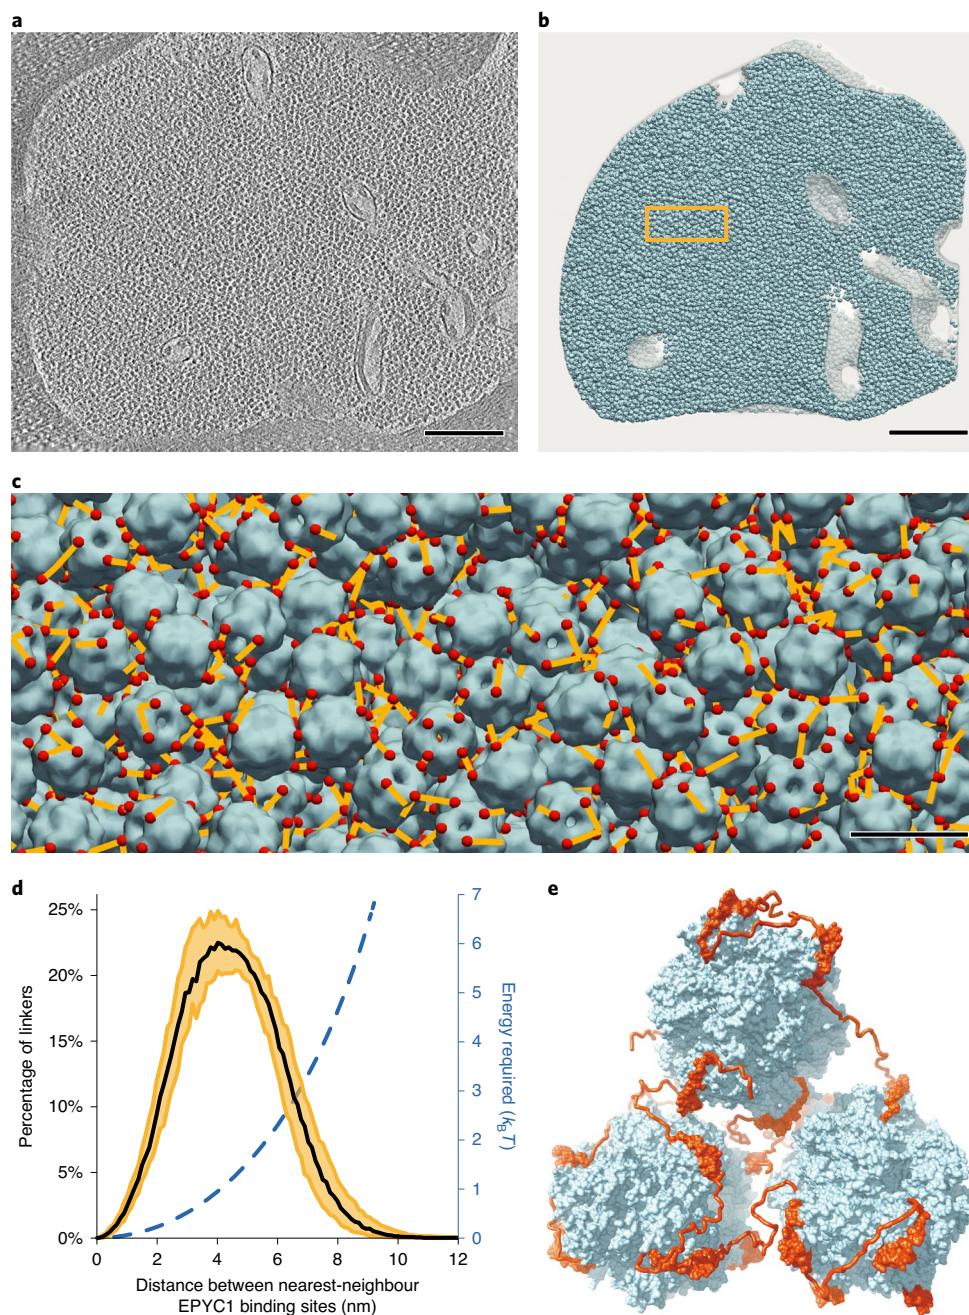 a
b
c
d
e
25%
20%
15%
10%
5%
0%
Percentage of linkers
0
2
4
6
8
10
12
Distance between nearest-neighbour
EPYC1 binding sites (nm)
7
6
5
4
3
2
1
0
Energy required (kBT)